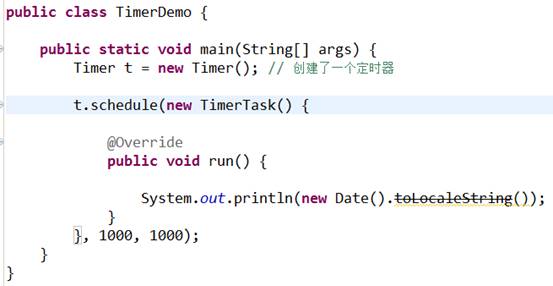 public class TimerDemo {
public static void main(String[] args) {
Timer t = new Timer(); // 创建了一个定时器
t.schedule(new TimerTask() {
@Override
public void run() {
System.out.println(new Date().toLocaleString());
}
}, 1000, 1000);
}
}